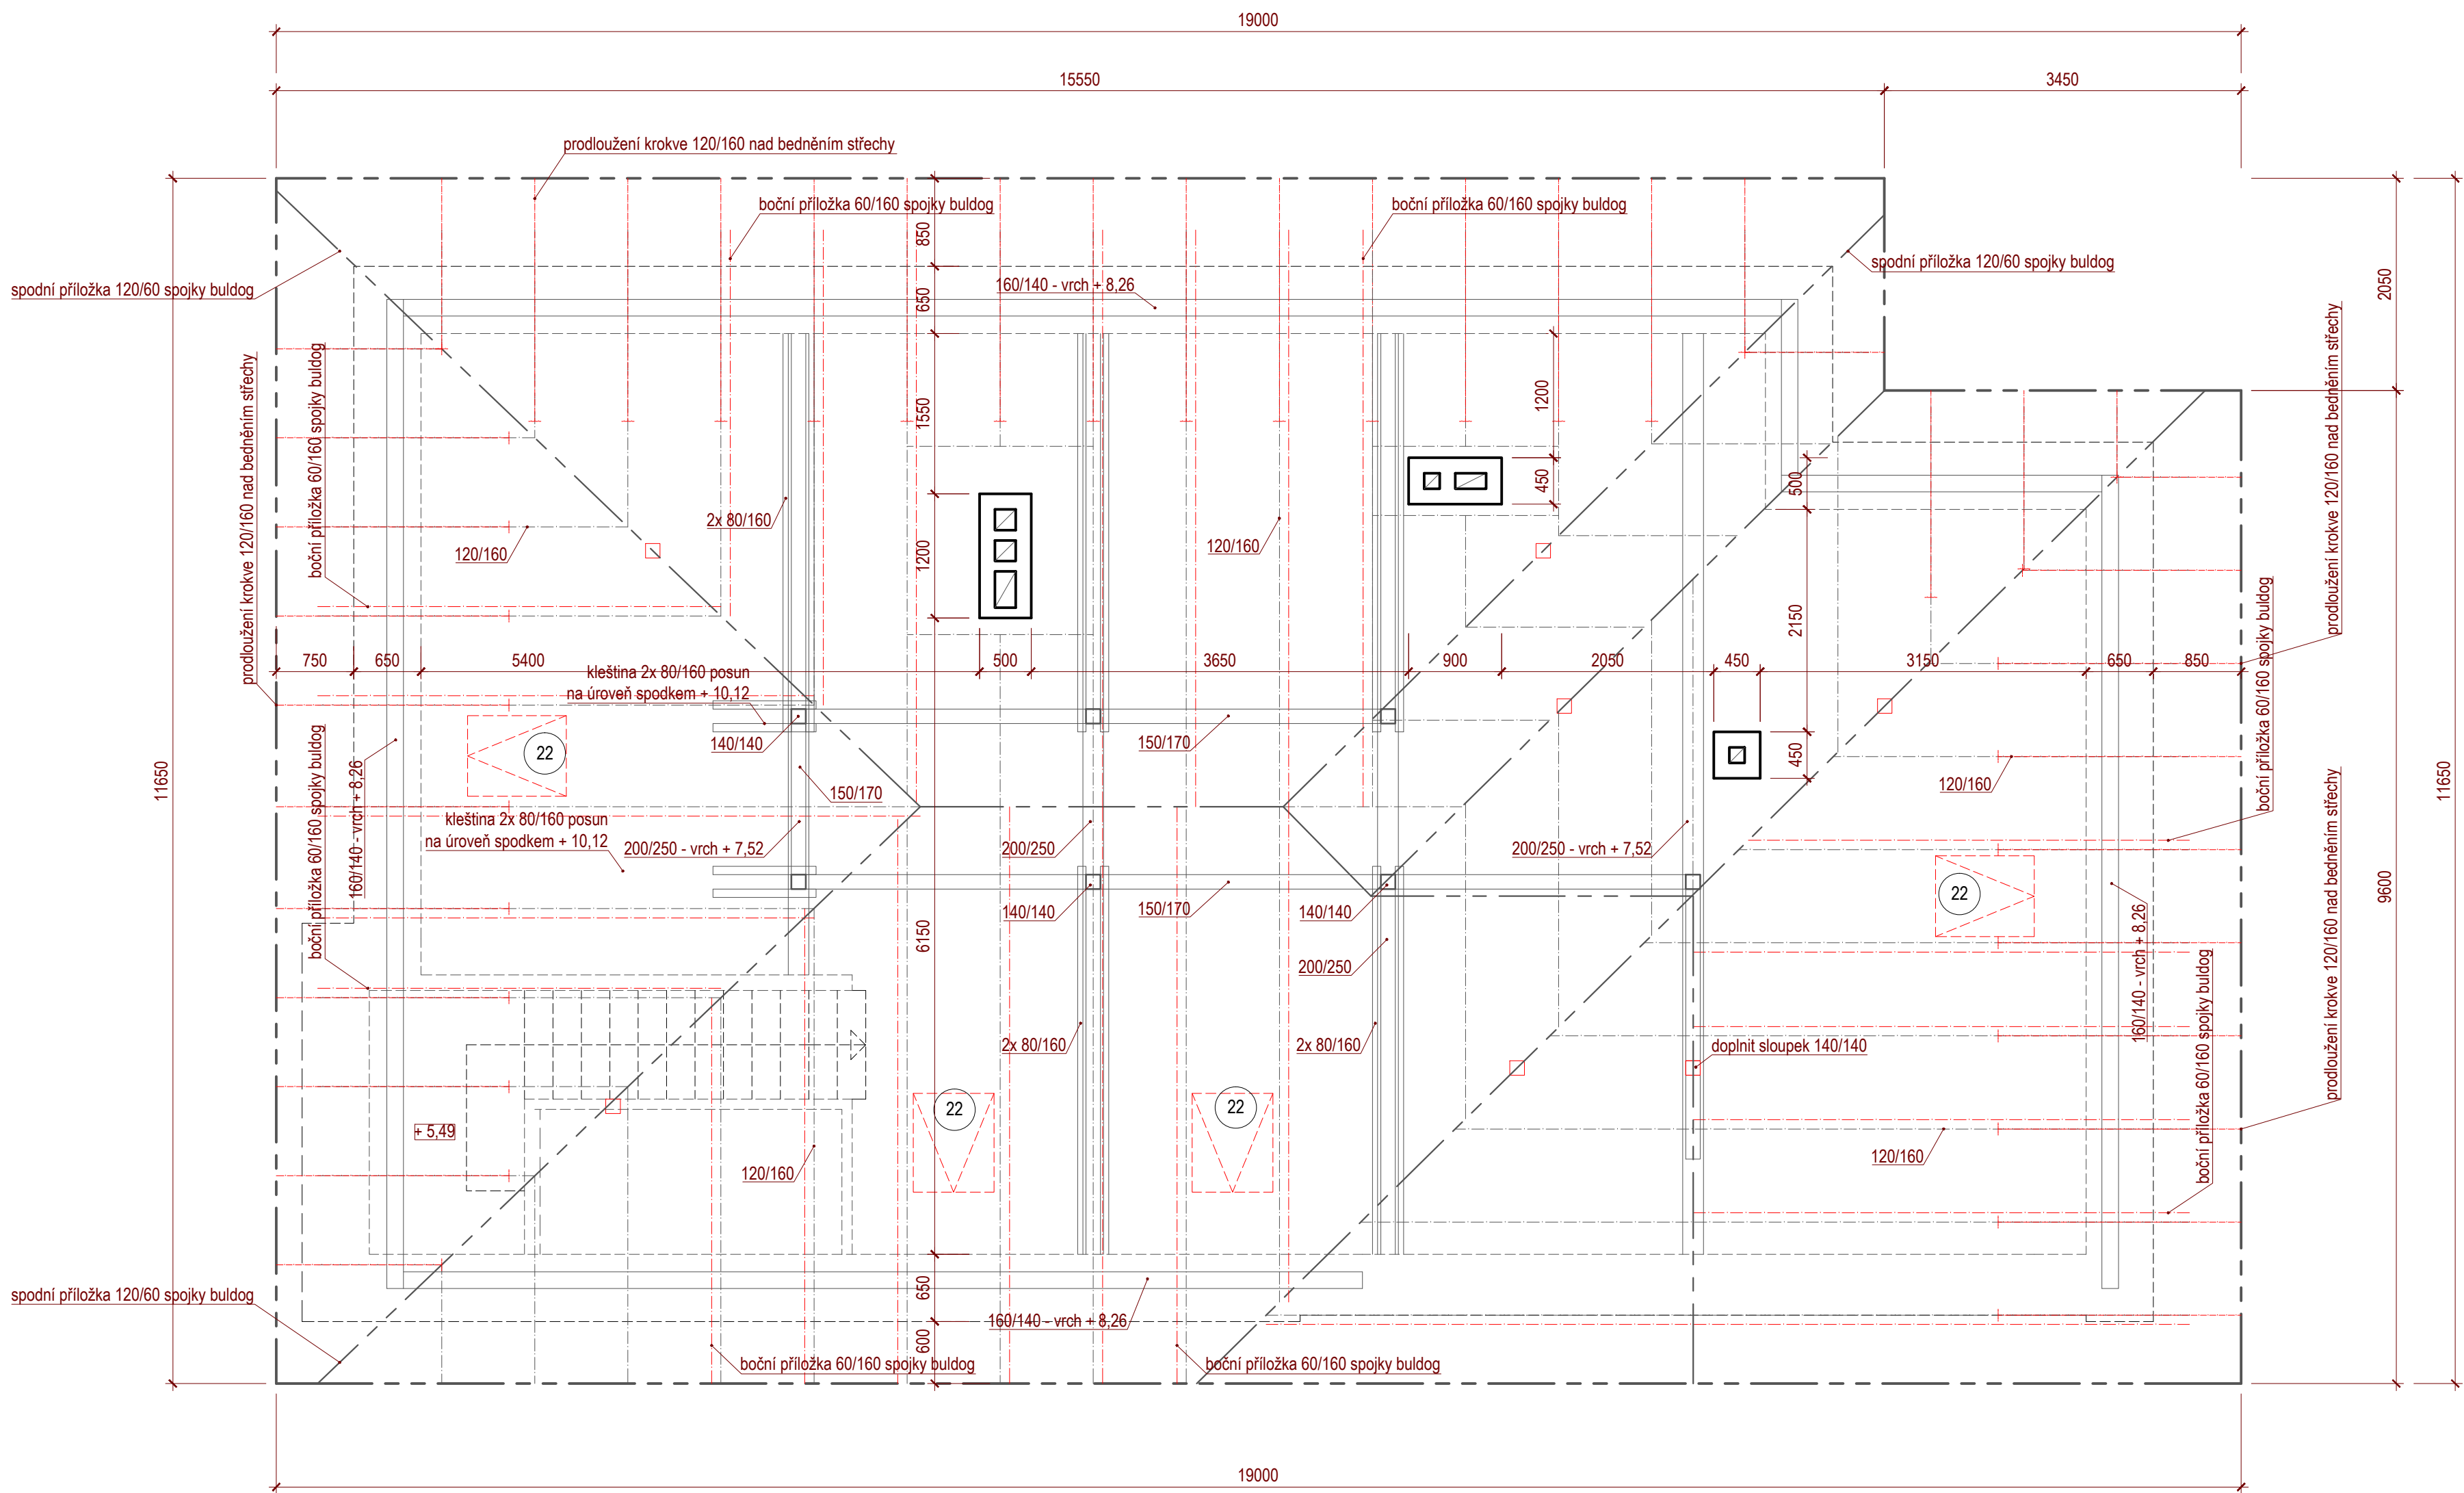 19000
15550
3450
prodloužení krokve 120/160 nad bedněním střechy
boční příložka 60/160 spojky buldog
boční příložka 60/160 spojky buldog
850
spodní příložka 120/60 spojky buldog
spodní příložka 120/60 spojky buldog
160/140 - vrch + 8,26
650
2050
prodloužení krokve 120/160 nad bedněním střechy
boční příložka 60/160 spojky buldog
prodloužení krokve 120/160 nad bedněním střechy
1550
1200
450
500
2x 80/160
120/160
1200
120/160
2150
boční příložka 60/160 spojky buldog
750
650
5400
500
3650
900
2050
450
3150
650
850
kleština 2x 80/160 posun
na úroveň spodkem + 10,12
140/140
150/170
22
450
11650
160/140 - vrch + 8,26
150/170
120/160
11650
boční příložka 60/160 spojky buldog
kleština 2x 80/160 posun
na úroveň spodkem + 10,12
200/250 - vrch + 7,52
200/250
200/250 - vrch + 7,52
22
9600
140/140
150/170
140/140
160/140 - vrch + 8,26
prodloužení krokve 120/160 nad bedněním střechy
6150
200/250
2x 80/160
2x 80/160
doplnit sloupek 140/140
boční příložka 60/160 spojky buldog
22
22
+ 5,49
120/160
120/160
650
spodní příložka 120/60 spojky buldog
160/140 - vrch + 8,26
600
boční příložka 60/160 spojky buldog
boční příložka 60/160 spojky buldog
19000